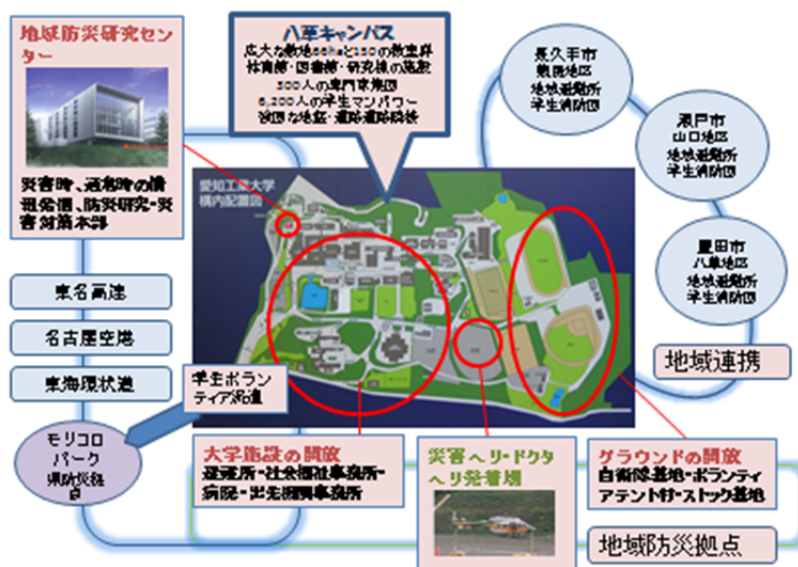 地域防災研究センター
災害時、通常時の情報発信、防災研究・災害対策本部
八草キャンパス
広大な敷地
体育館・図書館・研究棟の施設
300人の専門家集団
6,200人の学生マンパワー
強固な地盤・道路
長久手市
地域避難所
学生消防団
瀬戸市
山口地区
地域避難所
学生消防団
豊田市
八草地区
地域避難所
学生消防団
愛知工業大学
構内配置図
東名高速
名古屋空港
東海環状道
学生ボランティア派遣
モリコロ
パーク
県防災拠点
地域連携
大学施設の開放
避難所・社会福祉事務所・
病院・出先機関事務所
災害ヘリ・ドクターヘリ発着場
グラウンドの開放
自衛隊基地・ボランティアテント村・ストック基地
地域防災拠点